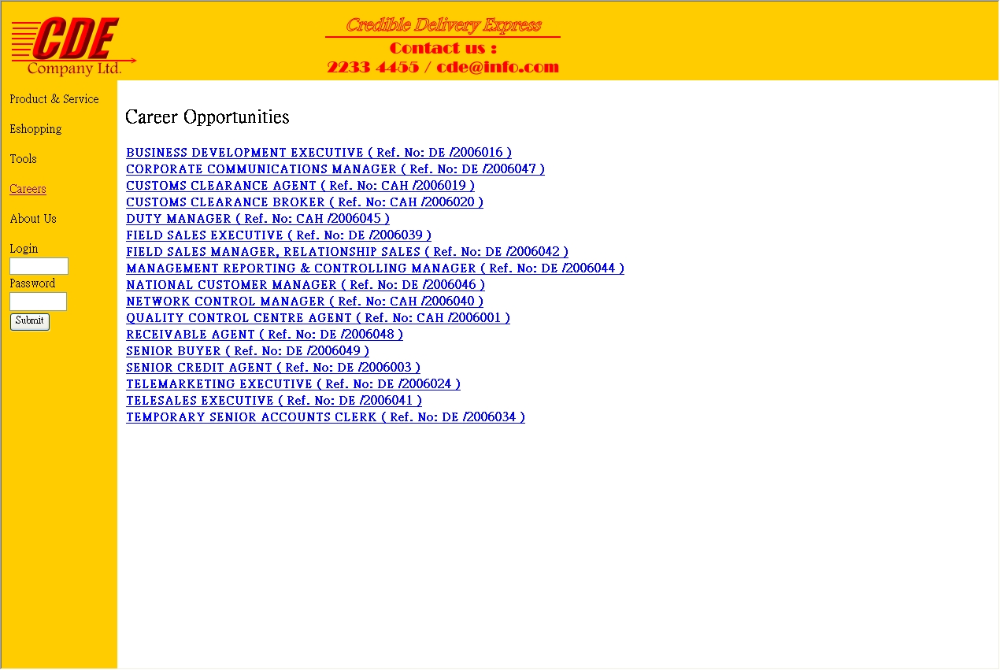 CDE
Company Ltd.
Credible Delivery Express
Contact us :
2233 4455 / cde@info.com
Product & Service
Eshopping
Tools
Careers
About Us
Login
Password
Submit
Career Opportunities
BUSINESS DEVELOPMENT EXECUTIVE ( Ref. No: DE /2006016 )
CORPORATE COMMUNICATIONS MANAGER ( Ref. No: DE /2006047 )
CUSTOMS CLEARANCE AGENT ( Ref. No: CAH /2006019 )
CUSTOMS CLEARANCE BROKER ( Ref. No: CAH /2006020 )
DUTY MANAGER ( Ref. No: CAH /2006045 )
FIELD SALES EXECUTIVE ( Ref. No: DE /2006039 )
FIELD SALES MANAGER, RELATIONSHIP SALES ( Ref. No: DE /2006042 )
MANAGEMENT REPORTING & CONTROLLING MANAGER ( Ref. No: DE /2006044 )
NATIONAL CUSTOMER MANAGER ( Ref. No: DE /2006046 )
NETWORK CONTROL MANAGER ( Ref. No: CAH /2006040 )
QUALITY CONTROL CENTRE AGENT ( Ref. No: CAH /2006001 )
RECEIVABLE AGENT ( Ref. No: DE /2006048 )
SENIOR BUYER ( Ref. No: DE /2006049 )
SENIOR CREDIT AGENT ( Ref. No: DE /2006003 )
TELEMARKETING EXECUTIVE ( Ref. No: DE /2006024 )
TELESALES EXECUTIVE ( Ref. No: DE /2006041 )
TEMPORARY SENIOR ACCOUNTS CLERK ( Ref. No: DE /2006034 )